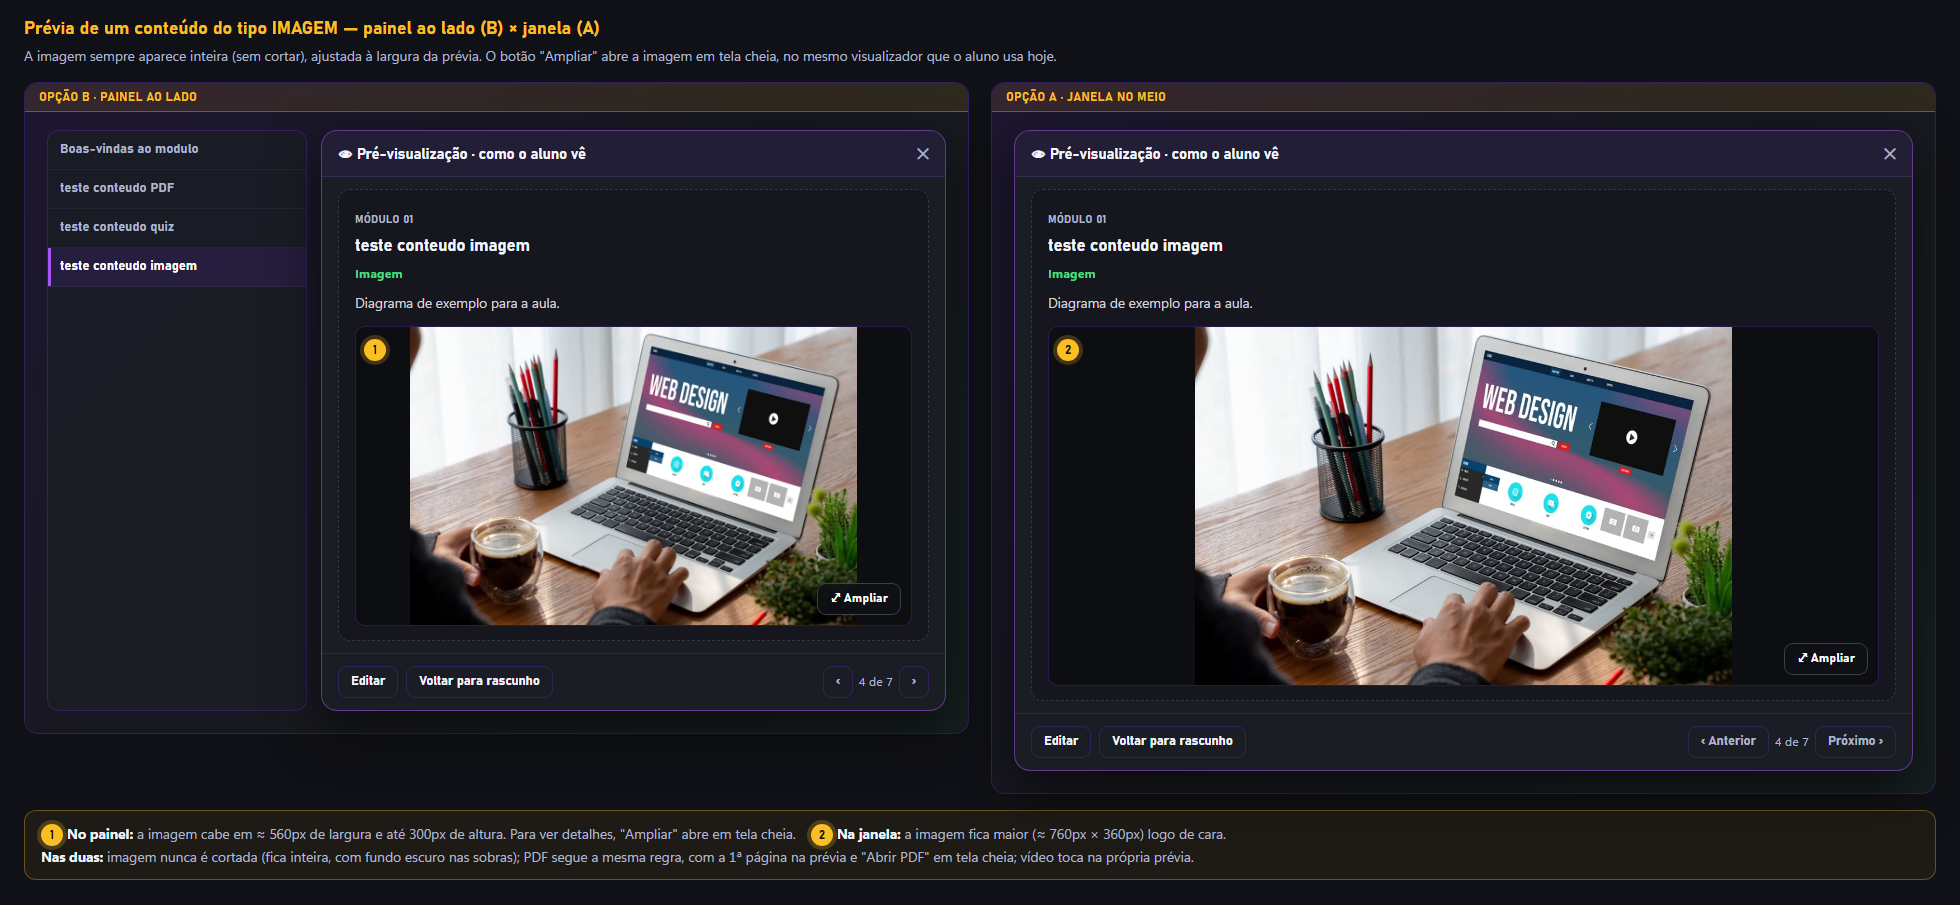 Prévia de um conteúdo do tipo IMAGEM — painel ao lado (B) × janela (A)
A imagem sempre aparece inteira (sem cortar), ajustada à largura da prévia. O botão "Ampliar" abre a imagem em tela cheia, no mesmo visualizador que o aluno usa hoje.
OPÇÃO B · PAINEL AO LADO
Boas-vindas ao modulo
teste conteudo PDF
teste conteudo quiz
teste conteudo imagem
Pré-visualização · como o aluno vê
MÓDULO 01
teste conteudo imagem
Imagem
Diagrama de exemplo para a aula.
1
WEB DESIGN
Ampliar
Editar
Voltar para rascunho
‹ 4 de 7 ›
OPÇÃO A · JANELA NO MEIO
Pré-visualização · como o aluno vê
MÓDULO 01
teste conteudo imagem
Imagem
Diagrama de exemplo para a aula.
2
WEB DESIGN
Ampliar
Editar
Voltar para rascunho
‹ Anterior 4 de 7 Próximo ›
1 No painel: a imagem cabe em ≈ 560px de largura e até 300px de altura. Para ver detalhes, "Ampliar" abre em tela cheia. 2 Na janela: a imagem fica maior (≈ 760px × 360px) logo de cara.
Nas duas: imagem nunca é cortada (fica inteira, com fundo escuro nas sobras); PDF segue a mesma regra, com a 1ª página na prévia e "Abrir PDF" em tela cheia; vídeo toca na própria prévia.